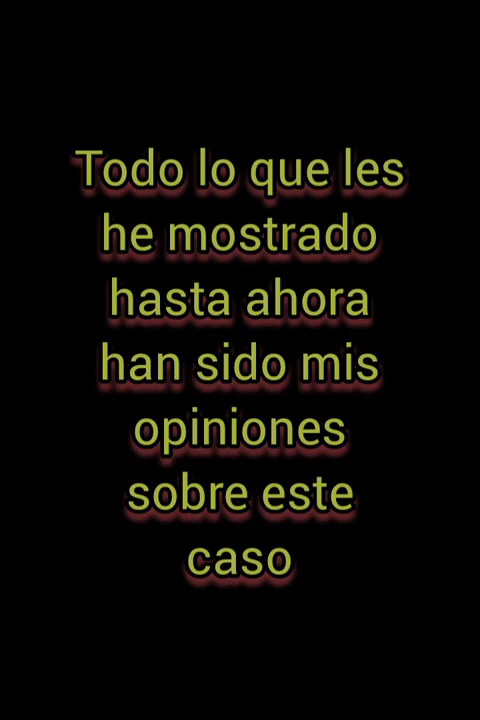 Todo lo que les
he mostrado
hasta ahora
han sido mis
opiniones
sobre este
caso